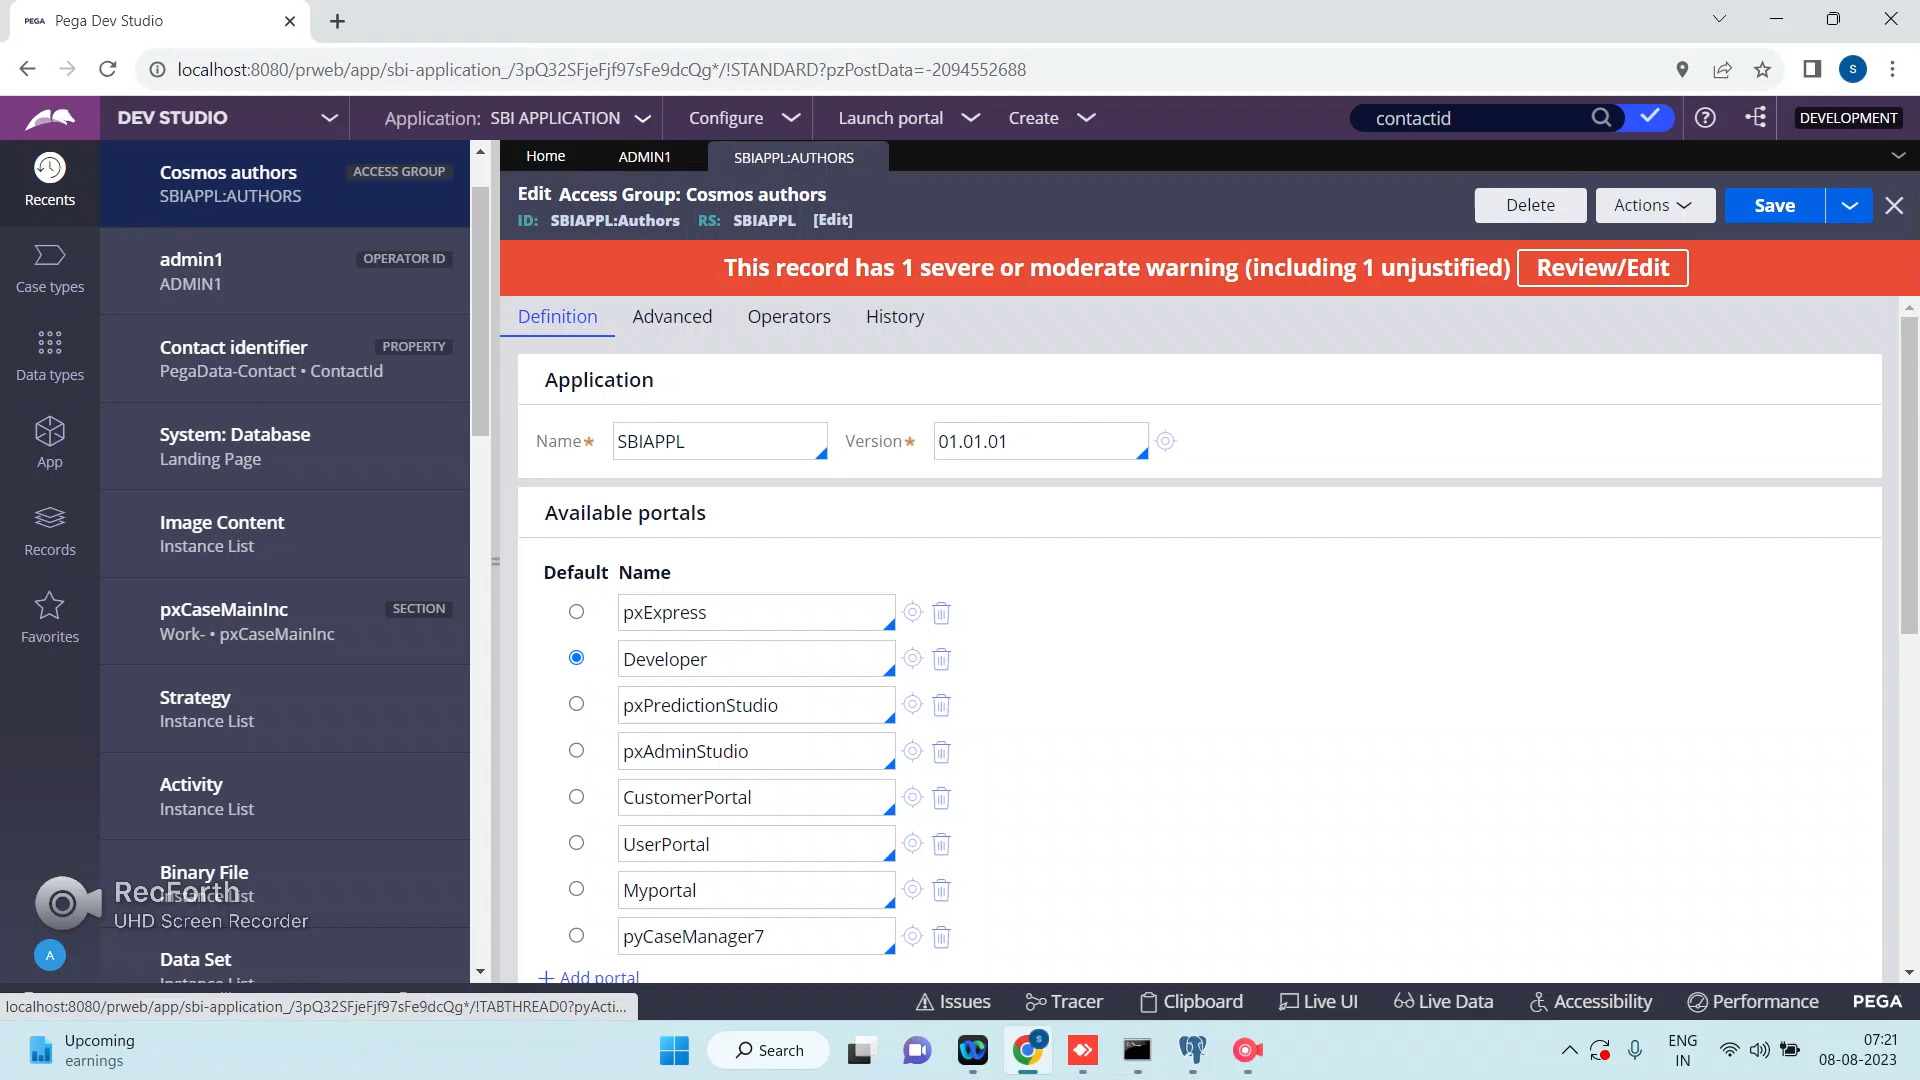 PEGA Pega Dev Studio
localhost:8080/prweb/app/sbi-application_/3pQ32SFjeFjf97sFe9dcQg*/!STANDARD?pzPostData=-2094552688
S
DEV STUDIO
Application: SBI APPLICATION
Configure
Launch portal
Create
contactid
DEVELOPMENT
Recents
Case types
Data types
App
Records
Favorites
A
Cosmos authors ACCESS GROUP
SBIAPPL:AUTHORS
admin1 OPERATOR ID
ADMIN1
Contact identifier PROPERTY
PegaData-Contact • ContactId
System: Database
Landing Page
Image Content
Instance List
pxCaseMainInc SECTION
Work- • pxCaseMainInc
Strategy
Instance List
Activity
Instance List
Binary File
Instance List
RecForth
UHD Screen Recorder
Data Set
Instance List
Home ADMIN1 SBIAPPL:AUTHORS
Edit Access Group: Cosmos authors
ID: SBIAPPL:Authors RS: SBIAPPL [Edit]
Delete Actions Save
This record has 1 severe or moderate warning (including 1 unjustified) Review/Edit
Definition Advanced Operators History
Application
Name* SBIAPPL Version* 01.01.01
Available portals
Default Name
pxExpress
Developer
pxPredictionStudio
pxAdminStudio
CustomerPortal
UserPortal
Myportal
pyCaseManager7
+ Add portal
localhost:8080/prweb/app/sbi-application_/3pQ32SFjeFjf97sFe9dcQg*/!TABTHREAD0?pyActi...
Issues Tracer Clipboard Live UI Live Data Accessibility Performance PEGA
Upcoming
earnings
Search
S
ENG
IN
07:21
08-08-2023